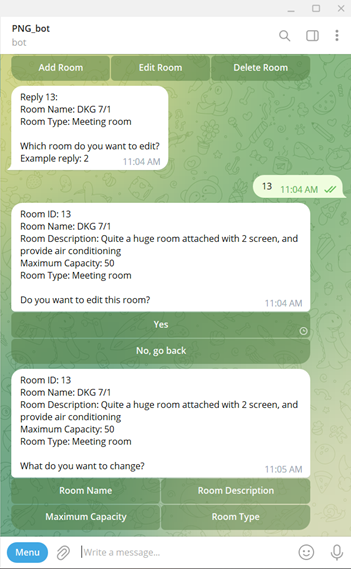 PNG_bot
bot
Add Room Edit Room Delete Room
Reply 13:
Room Name: DKG 7/1
Room Type: Meeting room
Which room do you want to edit?
Example reply: 2 11:04 AM
13 11:04 AM
Room ID: 13
Room Name: DKG 7/1
Room Description: Quite a huge room attached with 2 screen, and
provide air conditioning
Maximum Capacity: 50
Room Type: Meeting room
Do you want to edit this room? 11:04 AM
Yes
No, go back
Room ID: 13
Room Name: DKG 7/1
Room Description: Quite a huge room attached with 2 screen, and
provide air conditioning
Maximum Capacity: 50
Room Type: Meeting room
What do you want to change? 11:05 AM
Room Name Room Description
Maximum Capacity Room Type
Menu Write a message...